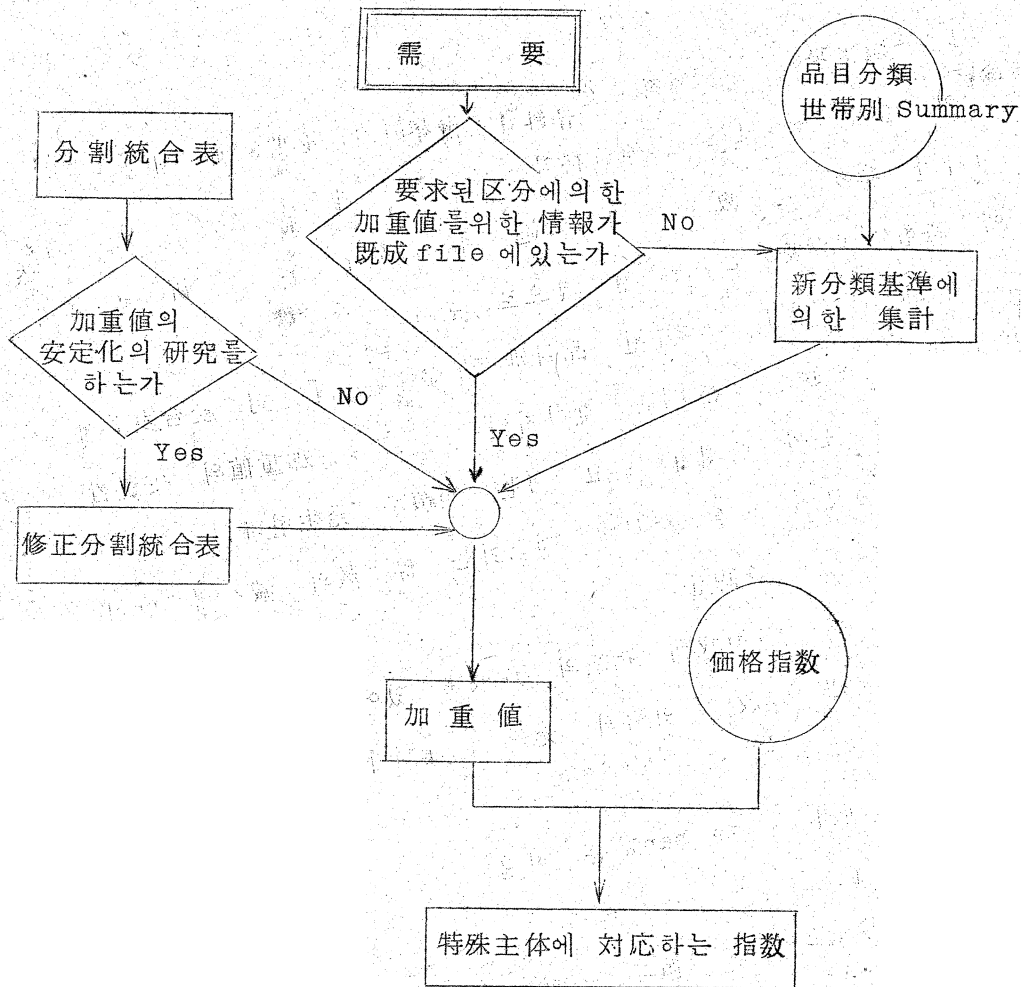 需 要
品目分類
世帯別 Summary
分割統合表
要求된区分에의한
加重値를위한 情報가
既成file에있는가
No
新分類基準에
의한 集計
加重値의
安定化의 研究를
하는가
No
Yes
Yes
修正分割統合表
価格指数
加重値
特殊主体에 対応하는 指数